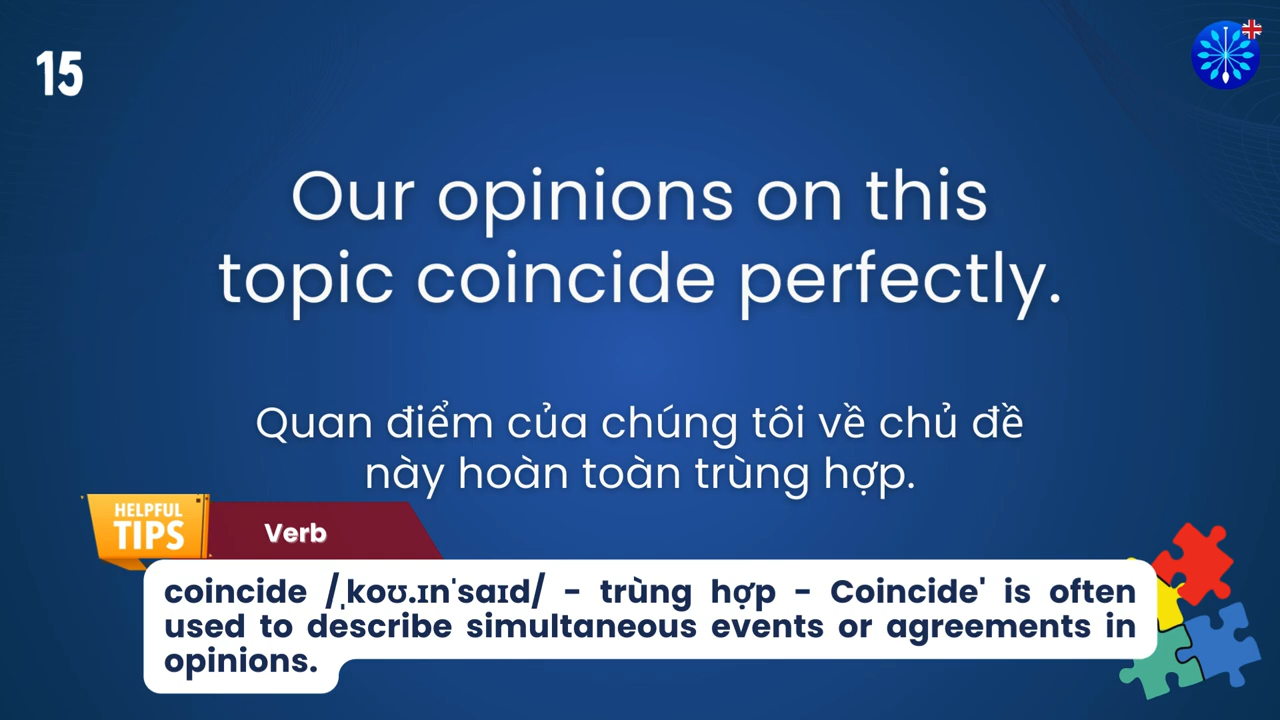 15
Our opinions on this
topic coincide perfectly.
Quan điểm của chúng tôi về chủ đề
này hoàn toàn trùng hợp.
HELPFUL
TIPS
Verb
coincide /ˌkoʊ.ɪnˈsaɪd/ - trùng hợp - Coincide' is often
used to describe simultaneous events or agreements in
opinions.